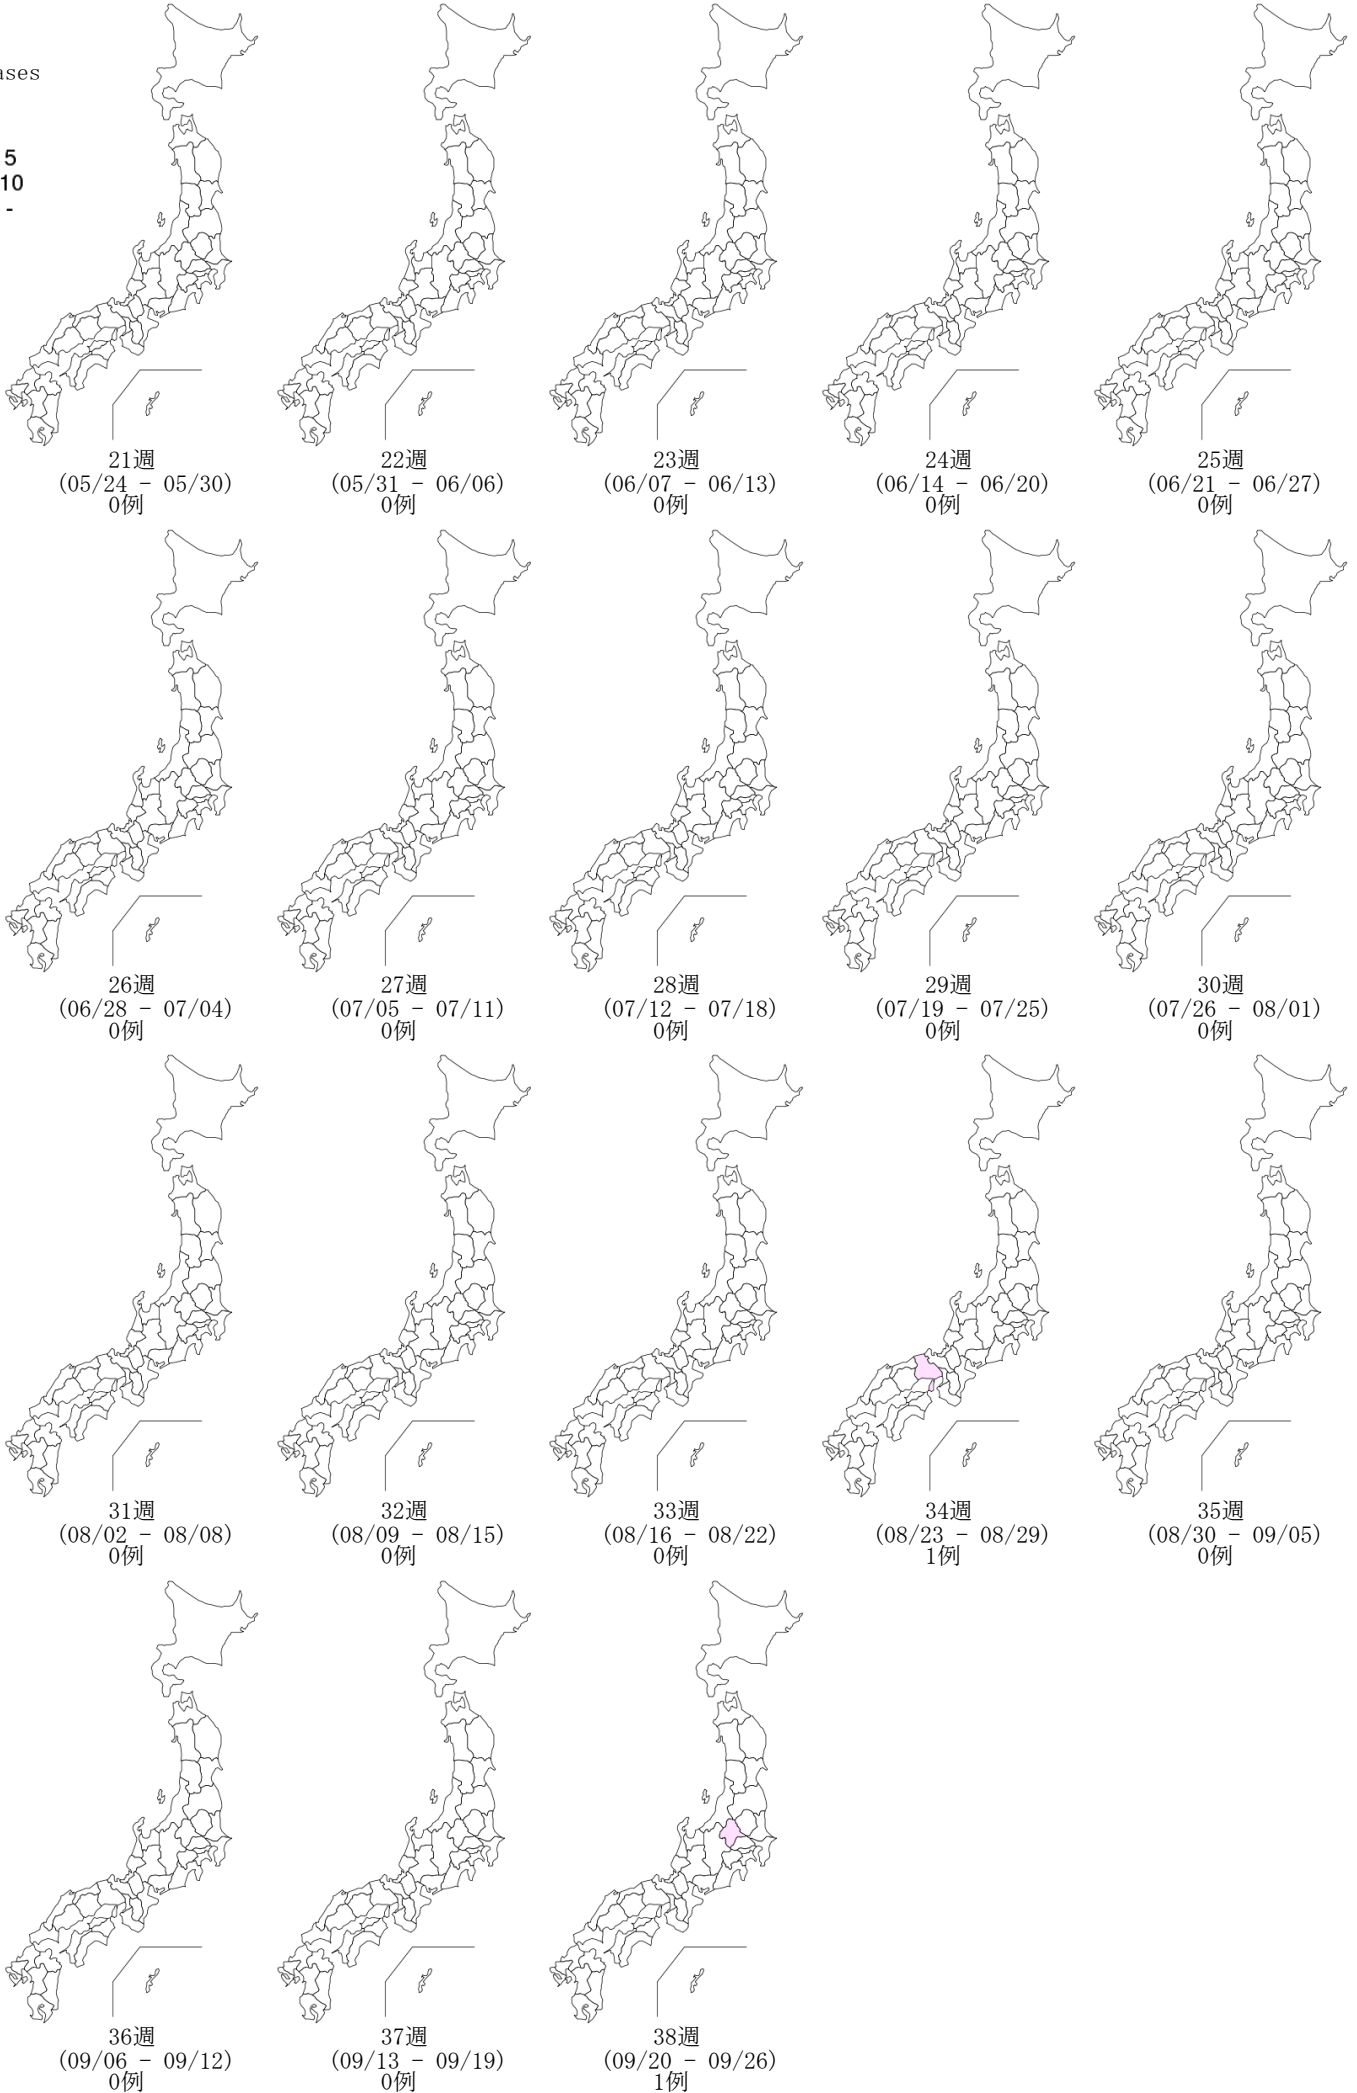 5
10
-
21週
(05/24 - 05/30)
0例
22週
(05/31 - 06/06)
0例
23週
(06/07 - 06/13)
0例
24週
(06/14 - 06/20)
0例
25週
(06/21 - 06/27)
0例
26週
(06/28 - 07/04)
0例
27週
(07/05 - 07/11)
0例
28週
(07/12 - 07/18)
0例
29週
(07/19 - 07/25)
0例
30週
(07/26 - 08/01)
0例
31週
(08/02 - 08/08)
0例
32週
(08/09 - 08/15)
0例
33週
(08/16 - 08/22)
0例
34週
(08/23 - 08/29)
1例
35週
(08/30 - 09/05)
0例
36週
(09/06 - 09/12)
0例
37週
(09/13 - 09/19)
0例
38週
(09/20 - 09/26)
1例